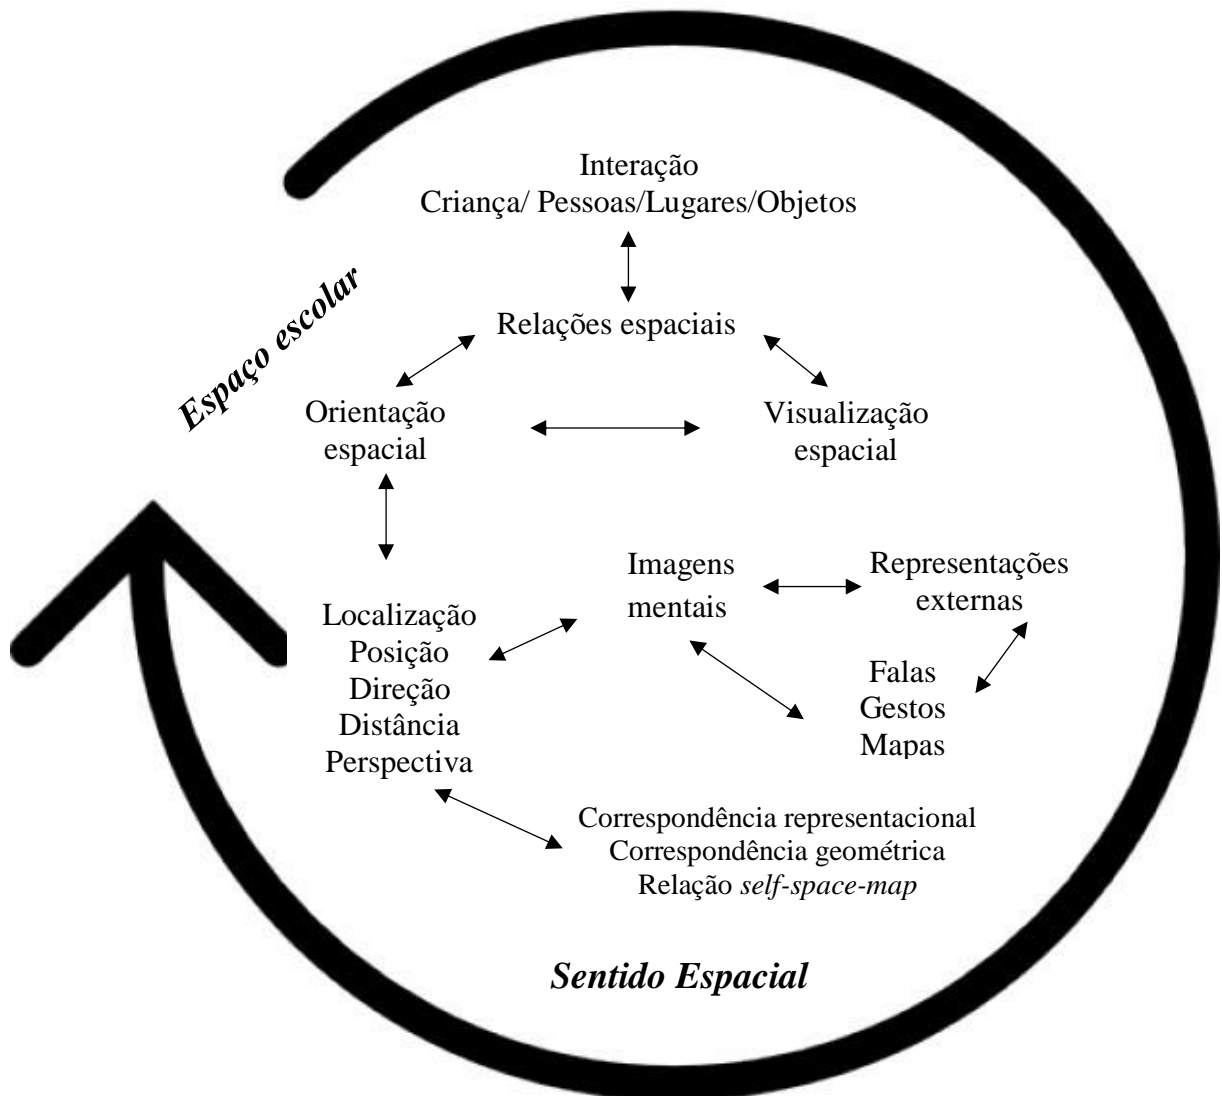 Interação
Criança/ Pessoas/Lugares/Objetos
Espaço escolar
Relações espaciais
Orientação
espacial
Visualização
espacial
Imagens
mentais
Representações
externas
Localização
Posição
Direção
Distância
Perspectiva
Falas
Gestos
Mapas
Correspondência representacional
Correspondência geométrica
Relação self-space-map
Sentido Espacial